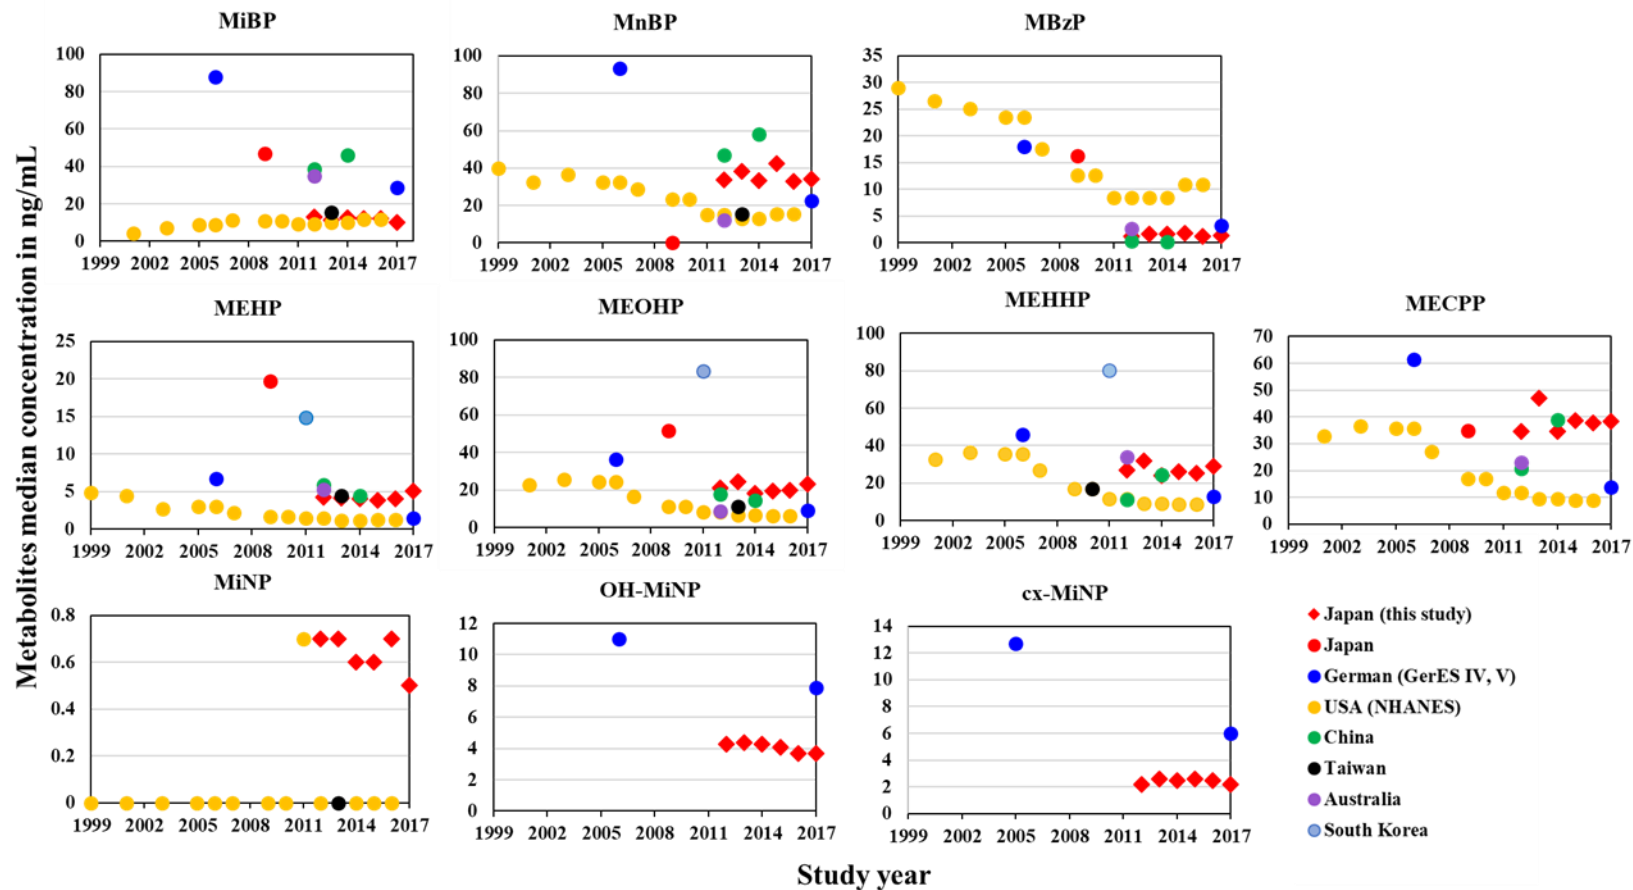 Metabolites median concentration in ng/mL
MiBP
100
80
60
40
20
0
1999 2002 2005 2008 2011 2014 2017
MnBP
100
80
60
40
20
0
1999 2002 2005 2008 2011 2014 2017
MBzP
35
30
25
20
15
10
5
0
1999 2002 2005 2008 2011 2014 2017
MEHP
25
20
15
10
5
0
1999 2002 2005 2008 2011 2014 2017
MEOHP
100
80
60
40
20
0
1999 2002 2005 2008 2011 2014 2017
MEHHP
100
80
60
40
20
0
1999 2002 2005 2008 2011 2014 2017
MECPP
70
60
50
40
30
20
10
0
1999 2002 2005 2008 2011 2014 2017
MiNP
0.8
0.6
0.4
0.2
0
1999 2002 2005 2008 2011 2014 2017
OH-MiNP
12
10
8
6
4
2
0
1999 2002 2005 2008 2011 2014 2017
cx-MiNP
14
12
10
8
6
4
2
0
1999 2002 2005 2008 2011 2014 2017
Japan (this study)
Japan
German (GerES IV, V)
USA (NHANES)
China
Taiwan
Australia
South Korea
Study year